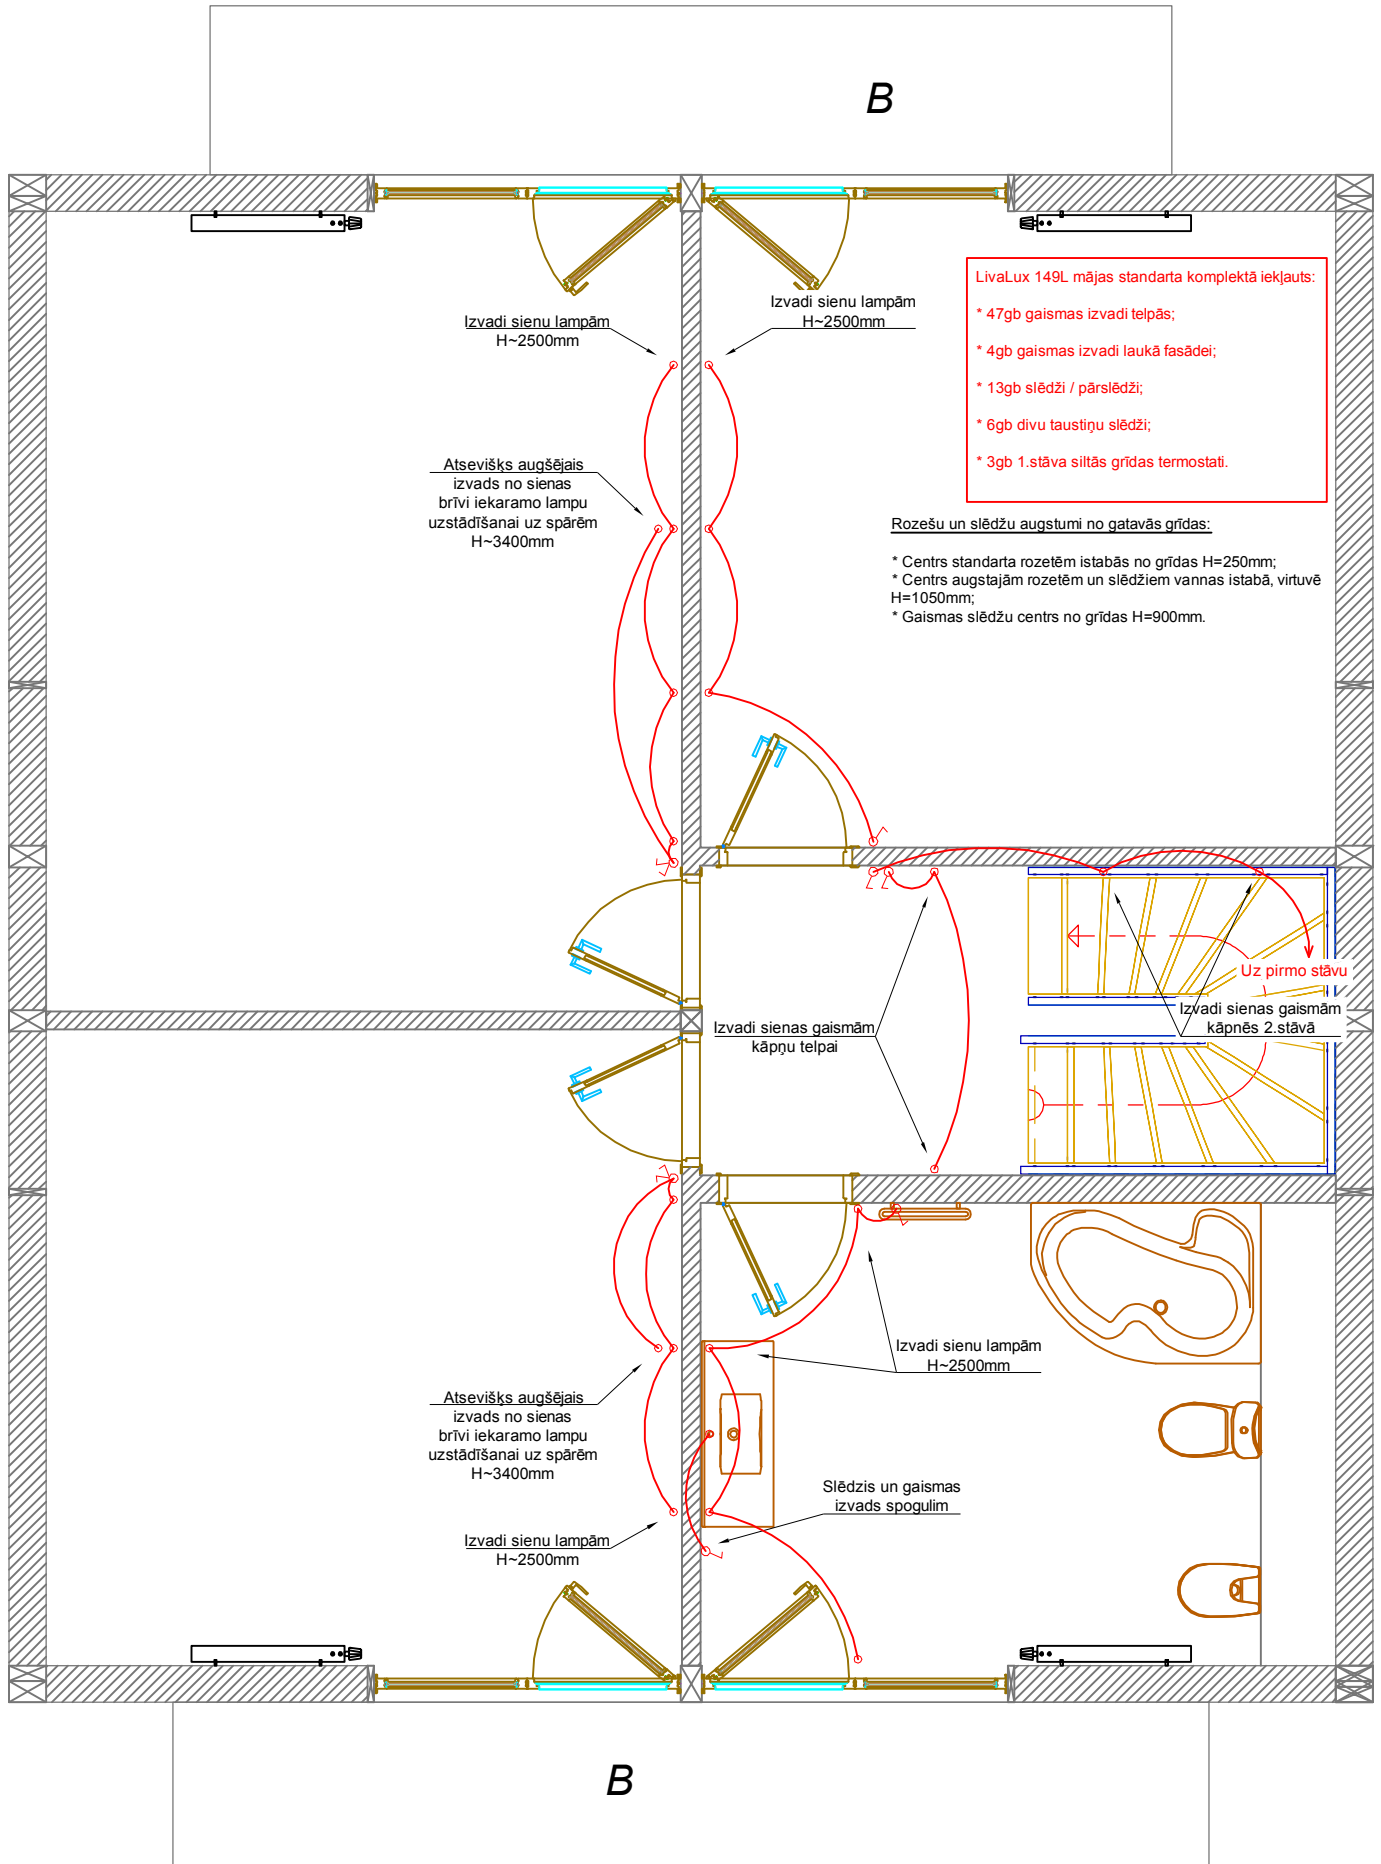 B
LivaLux 149L mājas standarta komplektā iekļauts:
* 47gb gaismas izvadi telpās;
* 4gb gaismas izvadi laukā fasādei;
* 13gb slēdži / pārslēdži;
* 6gb divu taustiņu slēdži;
* 3gb 1.stāva siltās grīdas termostati.
Izvadi sienu lampām
H~2500mm
Izvadi sienu lampām
H~2500mm
Atsevišķs augšējais
izvads no sienas
brīvi iekaramo lampu
uzstādīšanai uz spārēm
H~3400mm
Rozešu un slēdžu augstumi no gatavās grīdas:
* Centrs standarta rozetēm istabās no grīdas H=250mm;
* Centrs augstajām rozetēm un slēdžiem vannas istabā, virtuvē
H=1050mm;
* Gaismas slēdžu centrs no grīdas H=900mm.
Uz pirmo stāvu
Izvadi sienas gaismām
kāpnēs 2.stāvā
Izvadi sienas gaismām
kāpņu telpai
Izvadi sienu lampām
H~2500mm
Atsevišķs augšējais
izvads no sienas
brīvi iekaramo lampu
uzstādīšanai uz spārēm
H~3400mm
Slēdzis un gaismas
izvads spogulim
Izvadi sienu lampām
H~2500mm
B